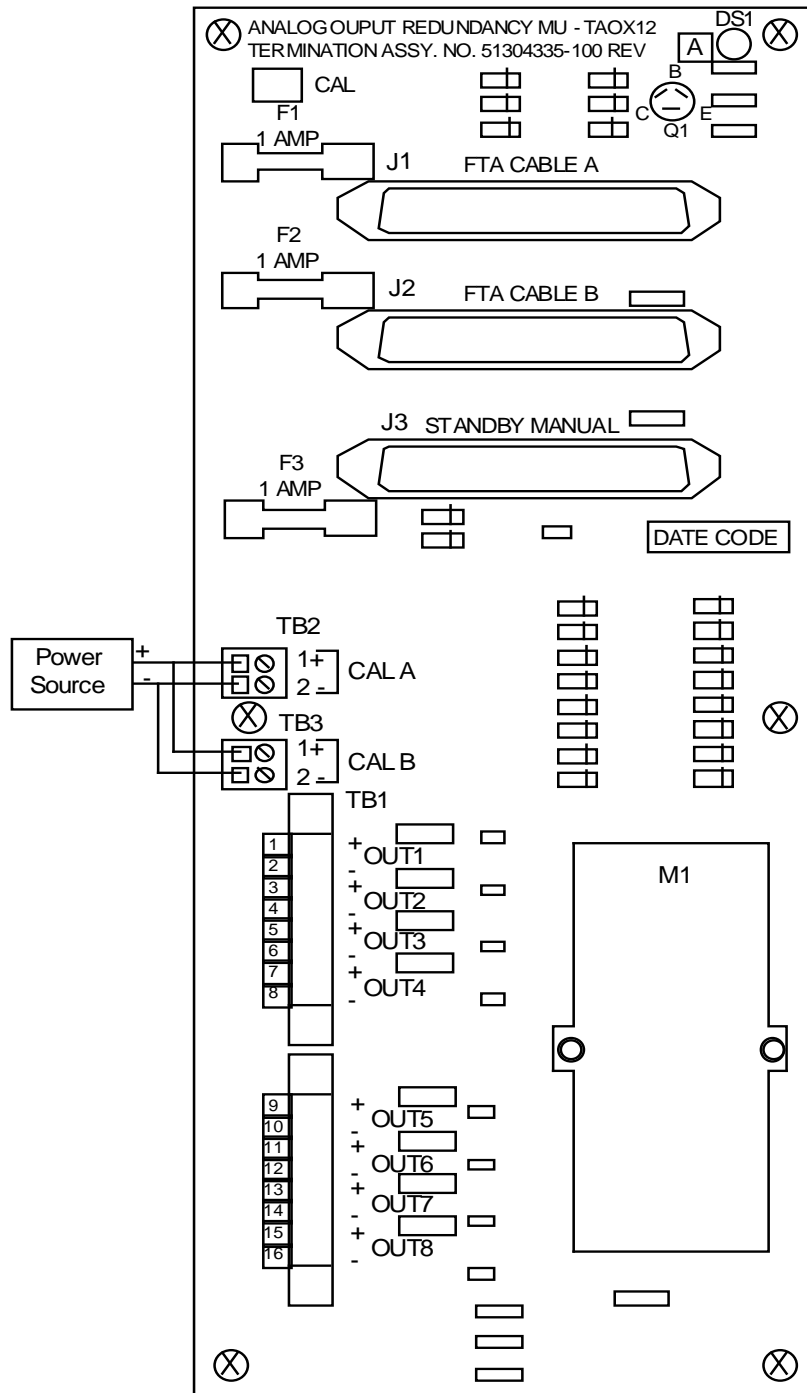 ANALOG OUPUT REDUNDANCY MU - TAOX12
TERMINATION ASSY. NO. 51304335-100 REV
DS1
A
CAL
B
C
E
Q1
F1
1 AMP
J1
FTA CABLE A
F2
1 AMP
J2
FTA CABLE B
J3
STANDBY MANUAL
F3
1 AMP
DATE CODE
Power
Source
+
-
TB2
1+
2 -
CAL A
TB3
1+
2 -
CAL B
TB1
1
+
OUT1
2
-
3
+
OUT2
4
-
5
+
OUT3
6
-
7
+
OUT4
8
-
M1
9
+
OUT5
10
-
11
+
OUT6
12
-
13
+
OUT7
14
-
15
+
OUT8
16
-